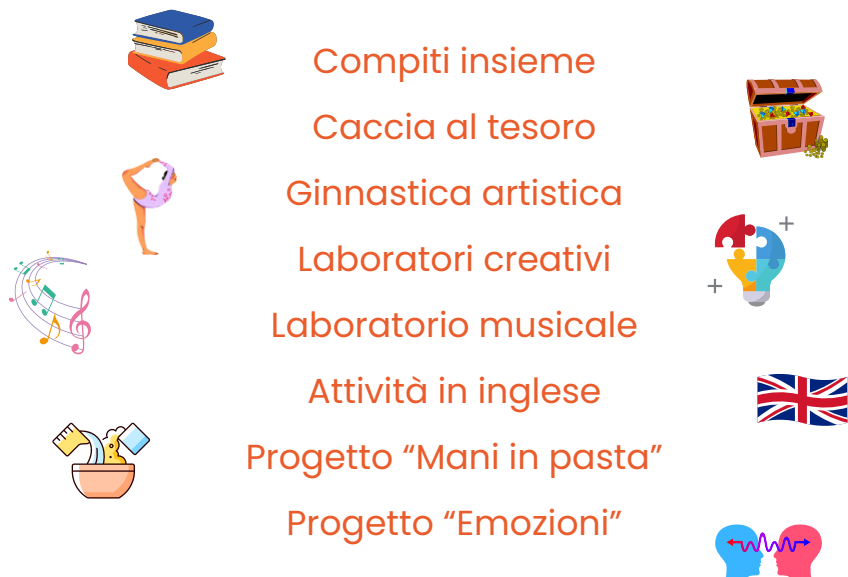 Compiti insieme
Caccia al tesoro
Ginnastica artistica
Laboratori creativi
Laboratorio musicale
Attività in inglese
Progetto “Mani in pasta”
Progetto “Emozioni”